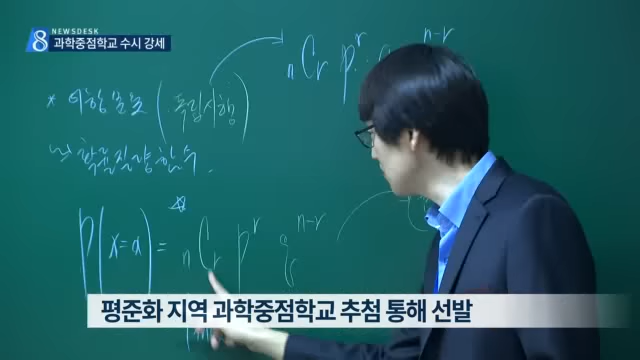 NEWSDESK
8 과학중점학교 수시 강세
nCr p^r q^n-r
* 이항분포 (독립시행)
↳ 확률질량함수.
P(X=a) = nCr p^r q^n-r
평준화 지역 과학중점학교 추첨 통해 선발